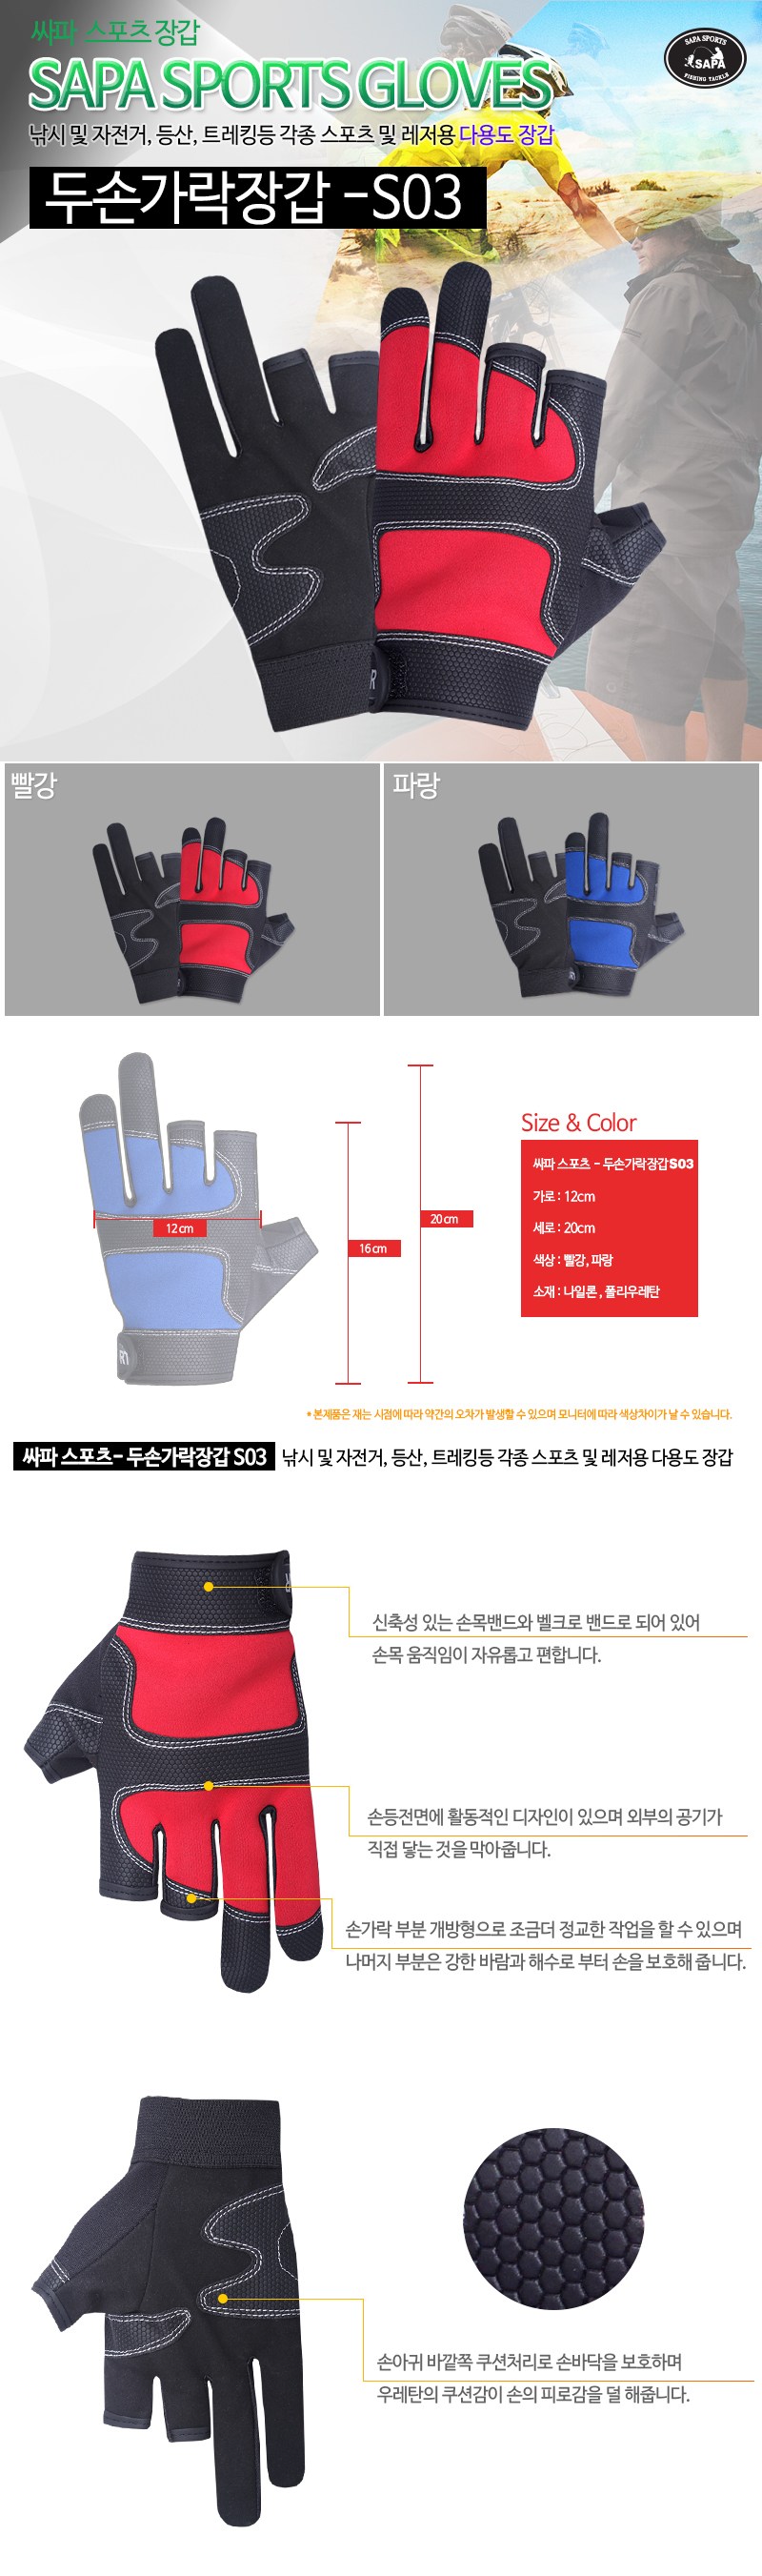 싸파 스포츠 장갑
SAPA SPORTS GLOVES
SAPA SPORTS
SAPA
FISHING TACKLE
낚시 및 자전거, 등산, 트레킹등 각종 스포츠 및 레저용 다용도 장갑
두손가락장갑 -S03
빨강
파랑
12cm
16cm
20cm
Size & Color
싸파 스포츠 - 두손가락장갑S03
가로 : 12cm
세로 : 20cm
색상 : 빨강, 파랑
소재 : 나일론 , 폴리우레탄
* 본제품은 재는 시점에 따라 약간의 오차가 발생할 수 있으며 모니터에 따라 색상차이가 날 수 있습니다.
싸파 스포츠- 두손가락장갑 S03 낚시 및 자전거, 등산, 트레킹등 각종 스포츠 및 레저용 다용도 장갑
신축성 있는 손목밴드와 벨크로 밴드로 되어 있어
손목 움직임이 자유롭고 편합니다.
손등전면에 활동적인 디자인이 있으며 외부의 공기가
직접 닿는 것을 막아줍니다.
손가락 부분 개방형으로 조금더 정교한 작업을 할 수 있으며
나머지 부분은 강한 바람과 해수로 부터 손을 보호해 줍니다.
손아귀 바깥쪽 쿠션처리로 손바닥을 보호하며
우레탄의 쿠션감이 손의 피로감을 덜 해줍니다.